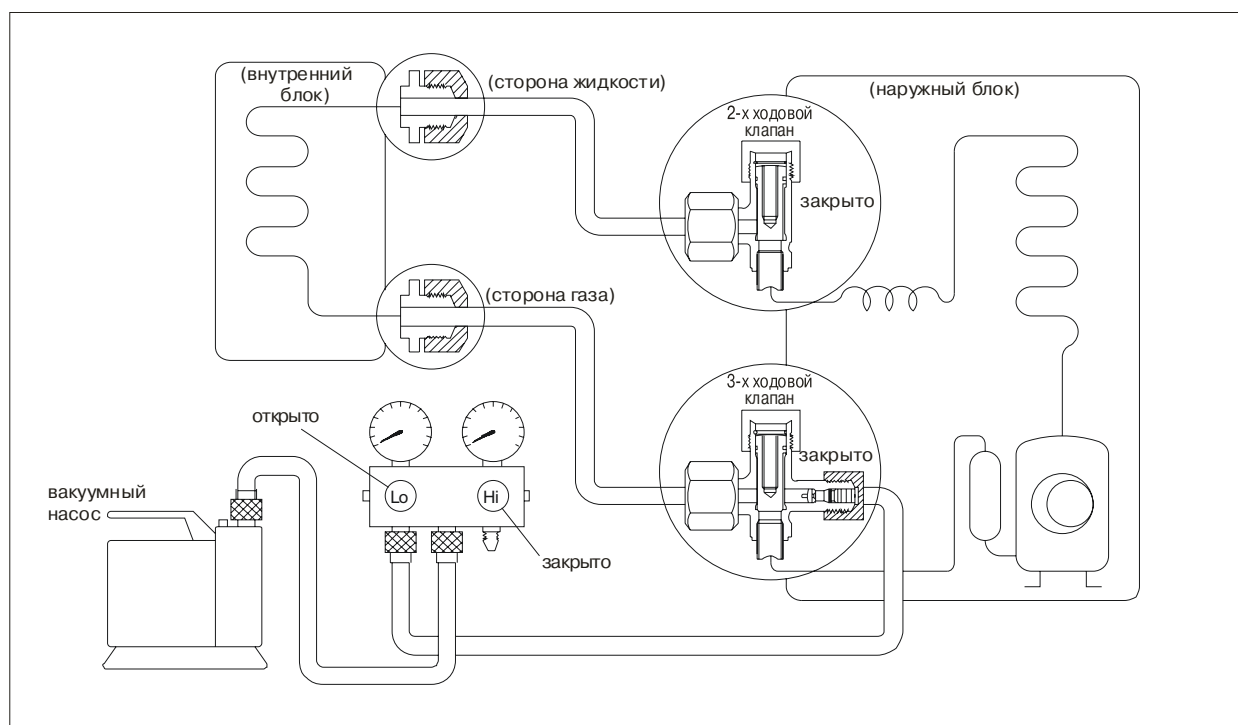 (внутренний
блок)
(сторона жидкости)
(наружный блок)
2-х ходовой
клапан
закрыто
(сторона газа)
3-х ходовой
клапан
закрыто
открыто
Lo
Hi
вакуумный
насос
закрыто